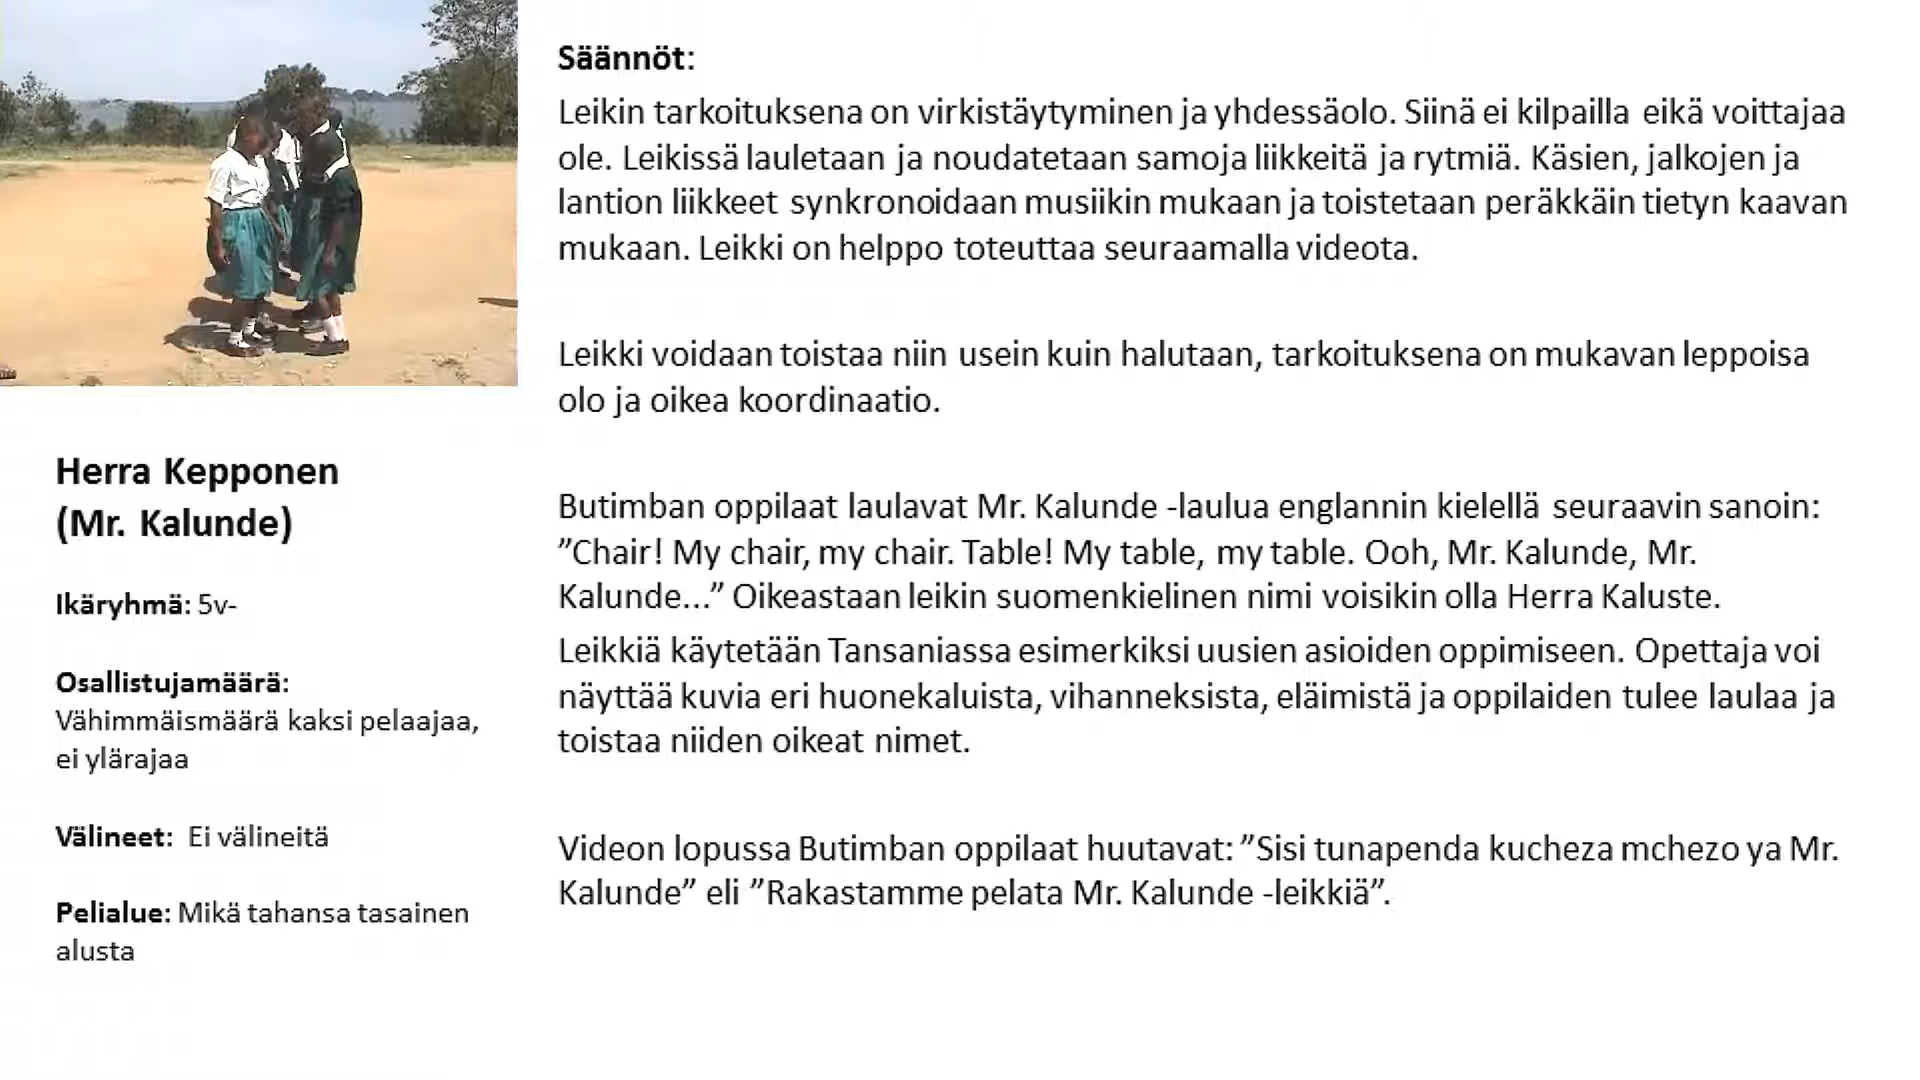 Herra Kepponen
(Mr. Kalunde)
Ikäryhmä: 5v-
Osallistujamäärä:
Vähimmäismäärä kaksi pelaajaa,
ei ylärajaa
Välineet: Ei välineitä
Pelialue: Mikä tahansa tasainen
alusta
Säännöt:
Leikin tarkoituksena on virkistäytyminen ja yhdessäolo. Siinä ei kilpailla eikä voittajaa
ole. Leikissä lauletaan ja noudatetaan samoja liikkeitä ja rytmiä. Käsien, jalkojen ja
lantion liikkeet synkronoidaan musiikin mukaan ja toistetaan peräkkäin tietyn kaavan
mukaan. Leikki on helppo toteuttaa seuraamalla videota.
Leikki voidaan toistaa niin usein kuin halutaan, tarkoituksena on mukavan leppoisa
olo ja oikea koordinaatio.
Butimban oppilaat laulavat Mr. Kalunde -laulua englannin kielellä seuraavin sanoin:
”Chair! My chair, my chair. Table! My table, my table. Ooh, Mr. Kalunde, Mr.
Kalunde...” Oikeastaan leikin suomenkielinen nimi voisikin olla Herra Kaluste.
Leikkiä käytetään Tansaniassa esimerkiksi uusien asioiden oppimiseen. Opettaja voi
näyttää kuvia eri huonekaluista, vihanneksista, eläimistä ja oppilaiden tulee laulaa ja
toistaa niiden oikeat nimet.
Videon lopussa Butimban oppilaat huutavat: ”Sisi tunapenda kucheza mchezo ya Mr.
Kalunde” eli ”Rakastamme pelata Mr. Kalunde -leikkiä”.